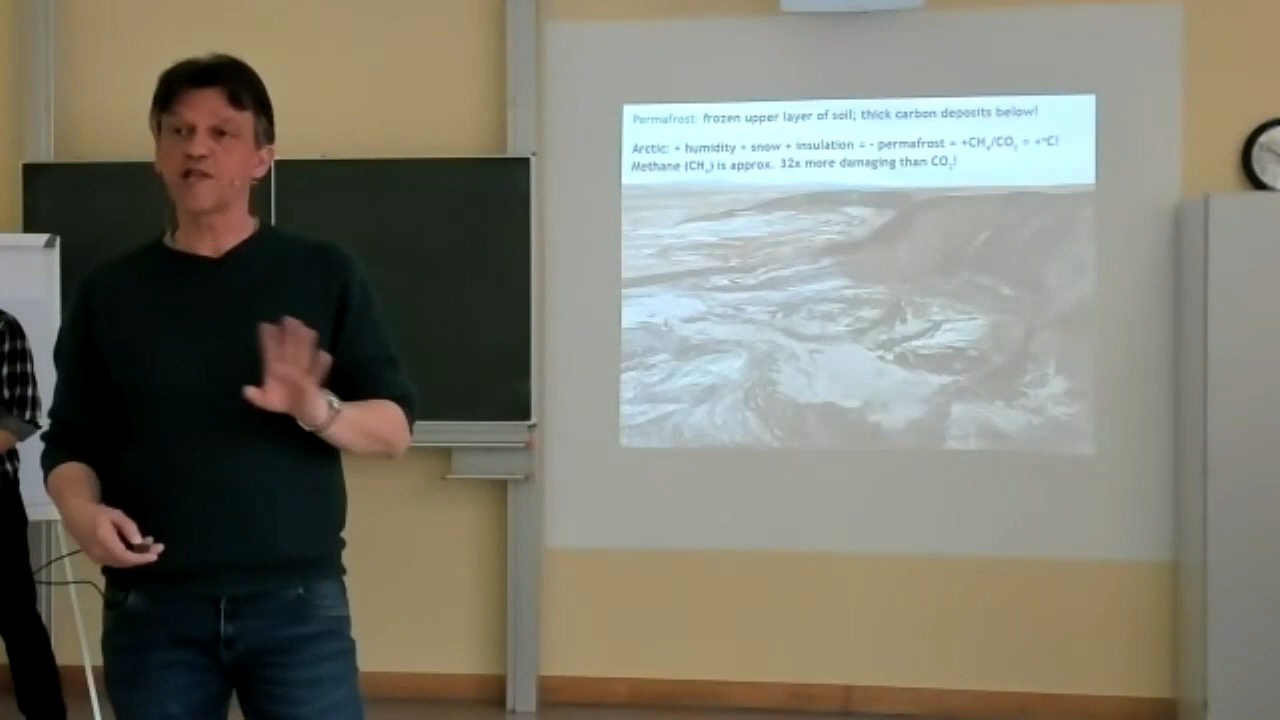 Permafrost: frozen upper layer of soil; thick carbon deposits below!
Arctic: + humidity = snow + insulation = - permafrost = +CH₄/CO₂ = +°C!
Methane (CH₄) is approx. 32x more damaging than CO₂!